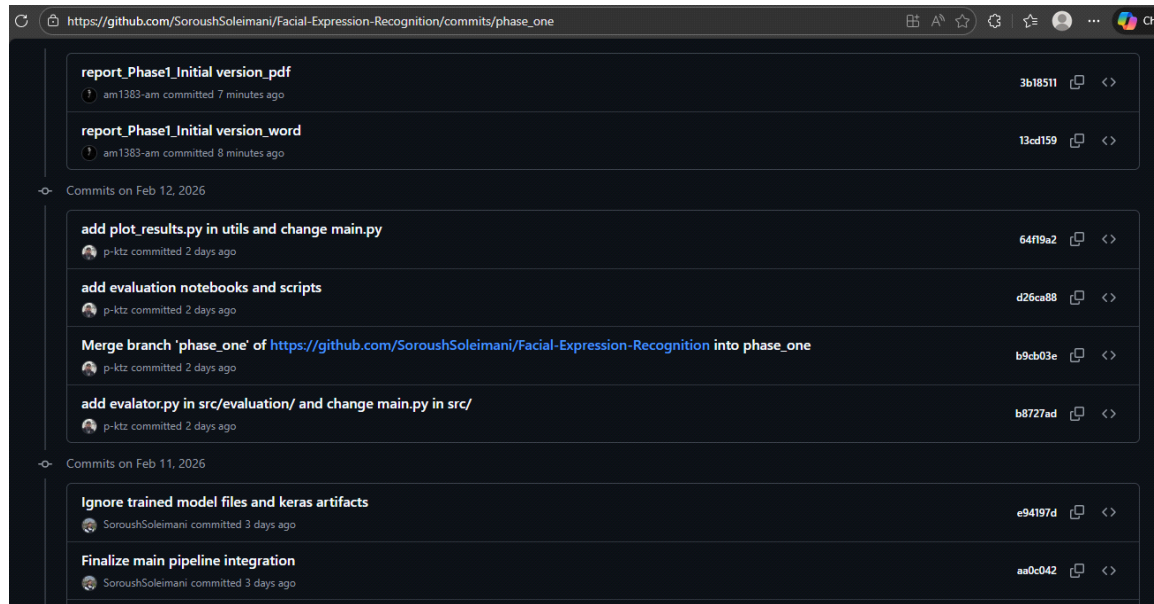 https://github.com/SoroushSoleimani/Facial-Expression-Recognition/commits/phase_one
report_Phase1_Initial version_pdf
3b18511
am1383-am committed 7 minutes ago
report_Phase1_Initial version_word
13cd159
am1383-am committed 8 minutes ago
Commits on Feb 12, 2026
add plot_results.py in utils and change main.py
64f19a2
p-ktz committed 2 days ago
add evaluation notebooks and scripts
d26ca88
p-ktz committed 2 days ago
Merge branch 'phase_one' of https://github.com/SoroushSoleimani/Facial-Expression-Recognition into phase_one
b9cb03e
p-ktz committed 2 days ago
add evalator.py in src/evaluation/ and change main.py in src/
b8727ad
p-ktz committed 2 days ago
Commits on Feb 11, 2026
Ignore trained model files and keras artifacts
e94197d
SoroushSoleimani committed 3 days ago
Finalize main pipeline integration
aa0c042
SoroushSoleimani committed 3 days ago